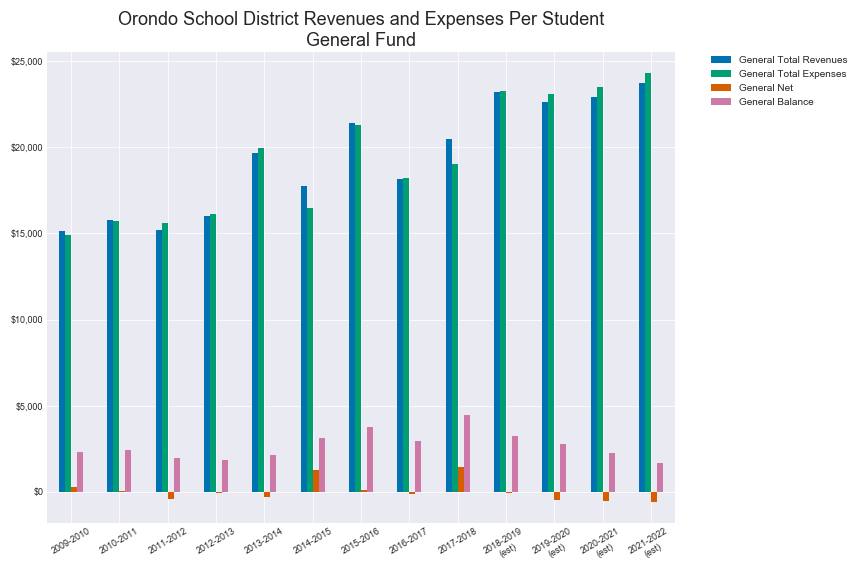 Orondo School District Revenues and Expenses Per Student
General Fund
General Total Revenues
General Total Expenses
General Net
General Balance
$25,000
$20,000
$15,000
$10,000
$5,000
$0
2009-2010
2010-2011
2011-2012
2012-2013
2013-2014
2014-2015
2015-2016
2016-2017
2017-2018
2018-2019
(est)
2019-2020
(est)
2020-2021
(est)
2021-2022
(est)